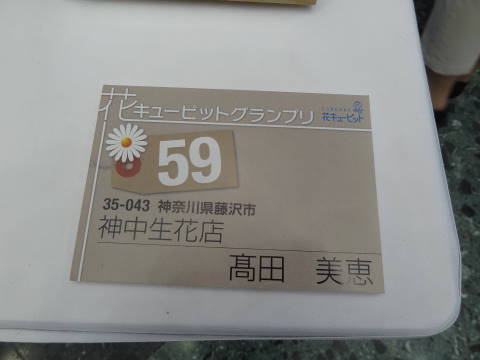 花キューピットグランプリ
花キューピット
59
35-043 神奈川県藤沢市
神中生花店
髙田 美恵